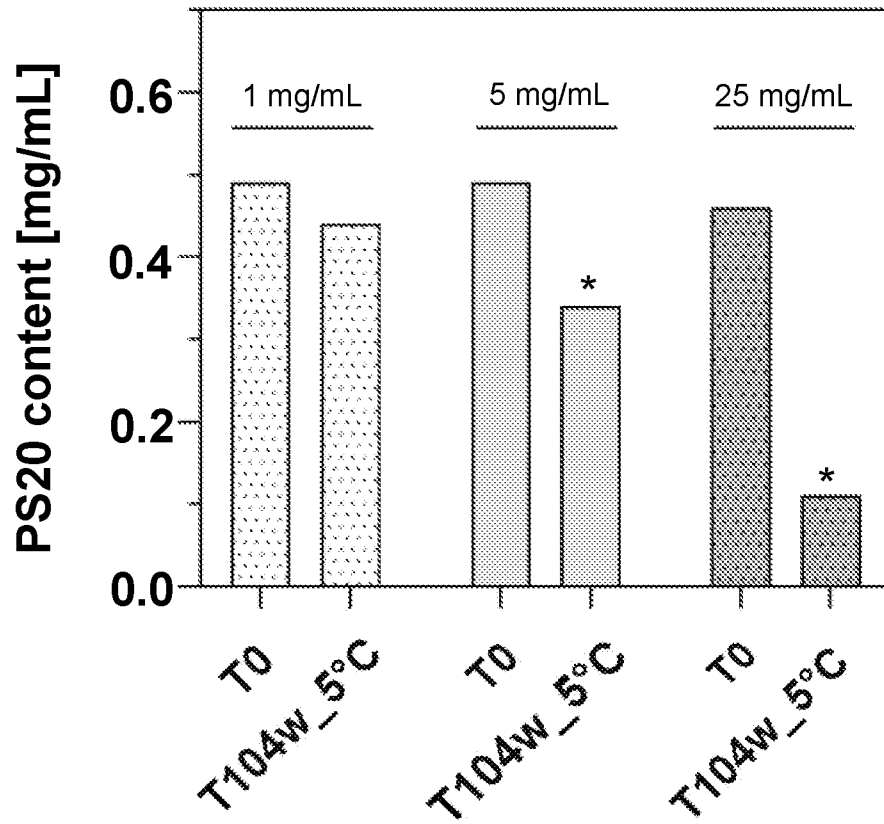 PS20 content [mg/mL]
0.6
0.4
0.2
0.0
1 mg/mL
5 mg/mL
25 mg/mL
*
*
T0
T104w_5°C
T0
T104w_5°C
T0
T104w_5°C